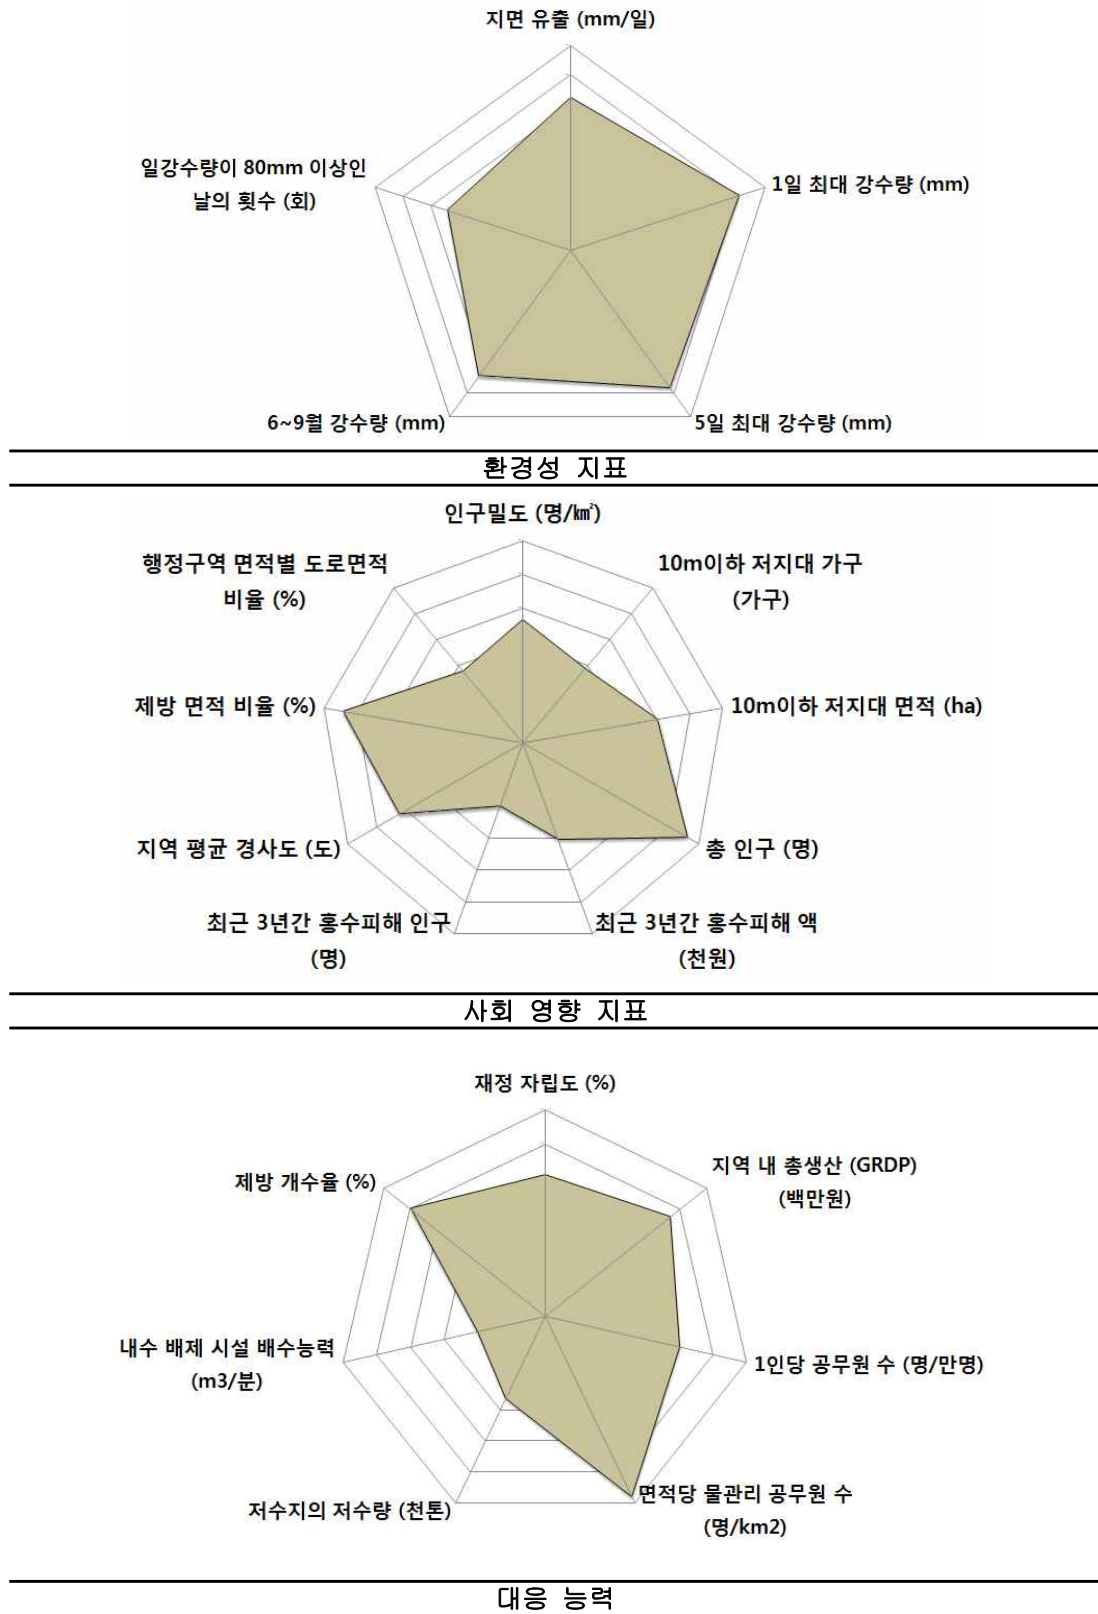 지면 유출 (mm/일)
일강수량이 80mm 이상인
날의 횟수 (회)
1일 최대 강수량 (mm)
6~9월 강수량 (mm)
5일 최대 강수량 (mm)
환경성 지표
인구밀도 (명/㎢)
행정구역 면적별 도로면적
비율 (%)
10m이하 저지대 가구
(가구)
제방 면적 비율 (%)
10m이하 저지대 면적 (ha)
지역 평균 경사도 (도)
총 인구 (명)
최근 3년간 홍수피해 인구
(명)
최근 3년간 홍수피해 액
(천원)
사회 영향 지표
재정 자립도 (%)
제방 개수율 (%)
지역 내 총생산 (GRDP)
(백만원)
내수 배제 시설 배수능력
(m3/분)
1인당 공무원 수 (명/만명)
저수지의 저수량 (천톤)
면적당 물관리 공무원 수
(명/km2)
대응 능력